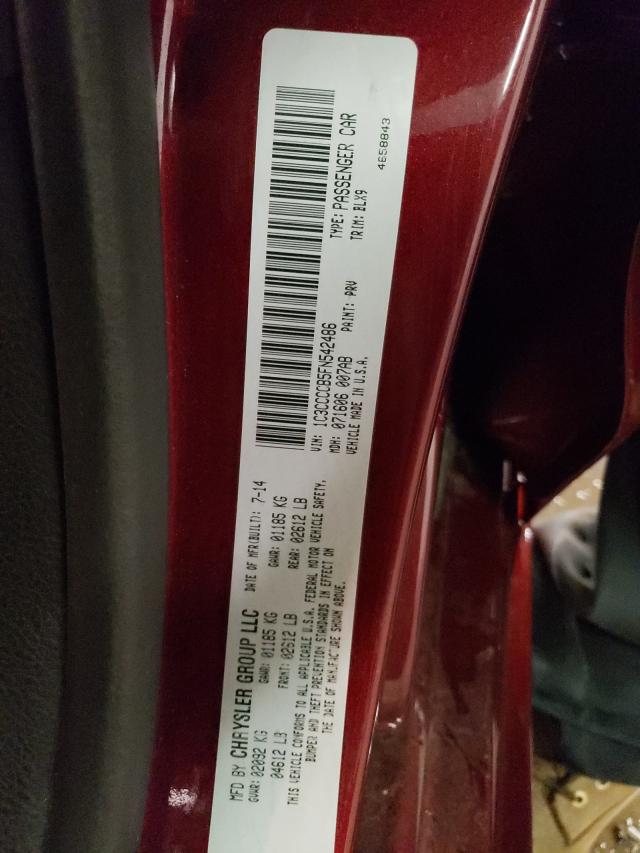 MFD BY CHRYSLER GROUP LLC
DATE OF MFR(BUILT): 7-14
GVWR: 02092 KG
04612 LB
GAWR: 01185 KG
FRONT: 02612 LB
GAWR: 01185 KG
REAR: 02612 LB
THIS VEHICLE CONFORMS TO ALL APPLICABLE U.S.A. FEDERAL MOTOR VEHICLE SAFETY,
BUMPER AND THEFT PREVENTION STANDARDS IN EFFECT ON
THE DATE OF MANUFACTURE SHOWN ABOVE.
VIN: 1C3CCCCB5FN542486
TYPE: PASSENGER CAR
MDH: 071606 007AB
PAINT: PRV
TRIM: BLX9
VEHICLE MADE IN U.S.A.
4658843